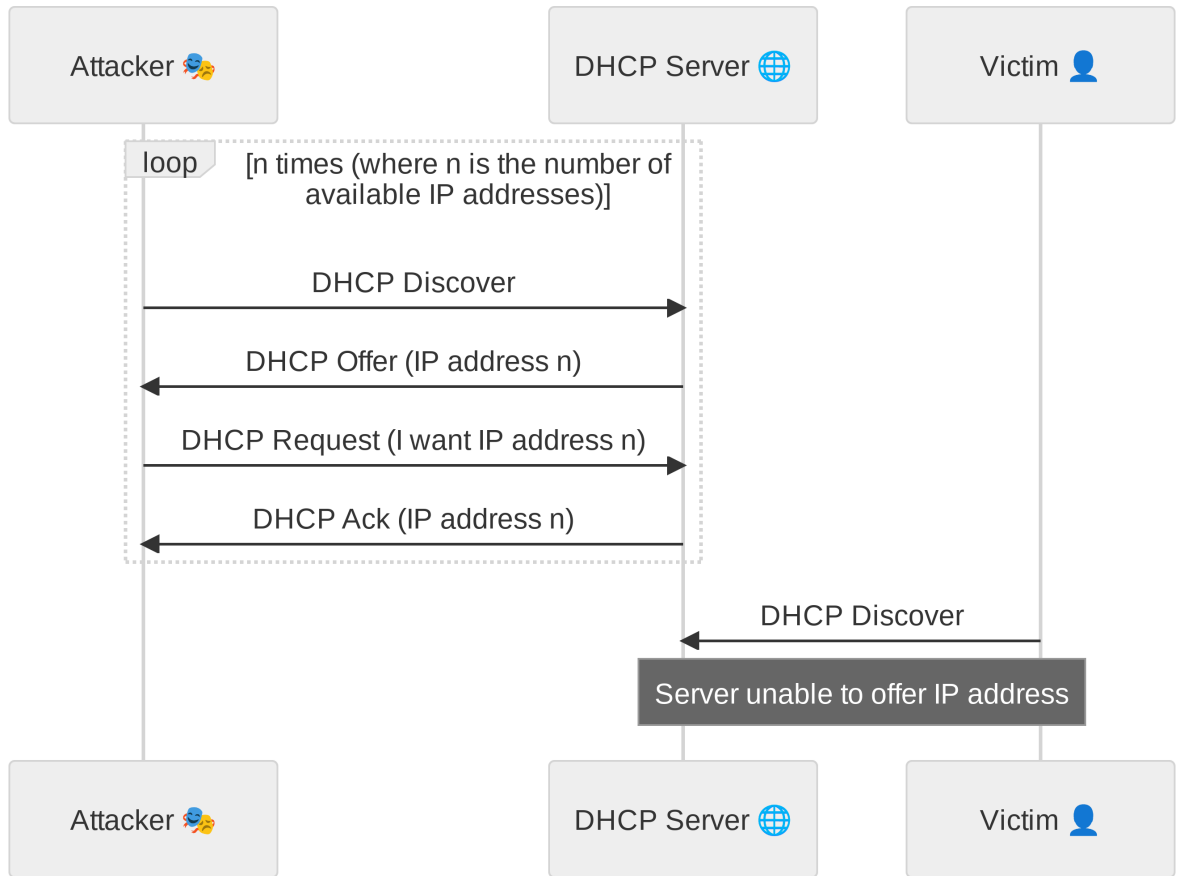 Attacker 🎭
DHCP Server 🌐
Victim 👤
loop
[n times (where n is the number of
available IP addresses)]
DHCP Discover
DHCP Offer (IP address n)
DHCP Request (I want IP address n)
DHCP Ack (IP address n)
DHCP Discover
Server unable to offer IP address
Attacker 🎭
DHCP Server 🌐
Victim 👤